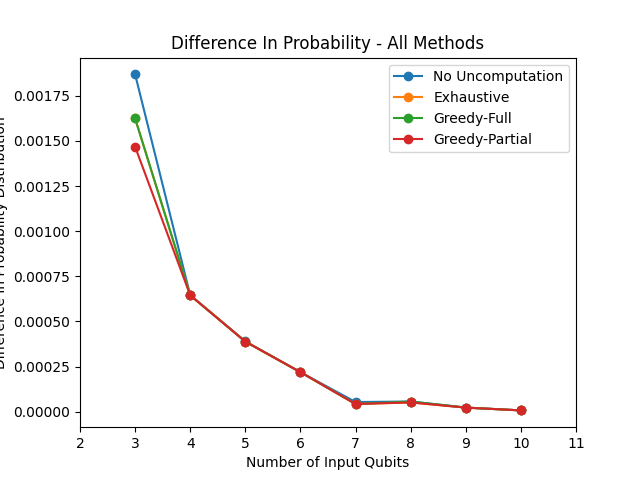 Difference In Probability - All Methods
No Uncomputation
Exhaustive
Greedy-Full
Greedy-Partial
Difference In Probability Distribution
0.00175
0.00150
0.00125
0.00100
0.00075
0.00050
0.00025
0.00000
2 3 4 5 6 7 8 9 10 11
Number of Input Qubits